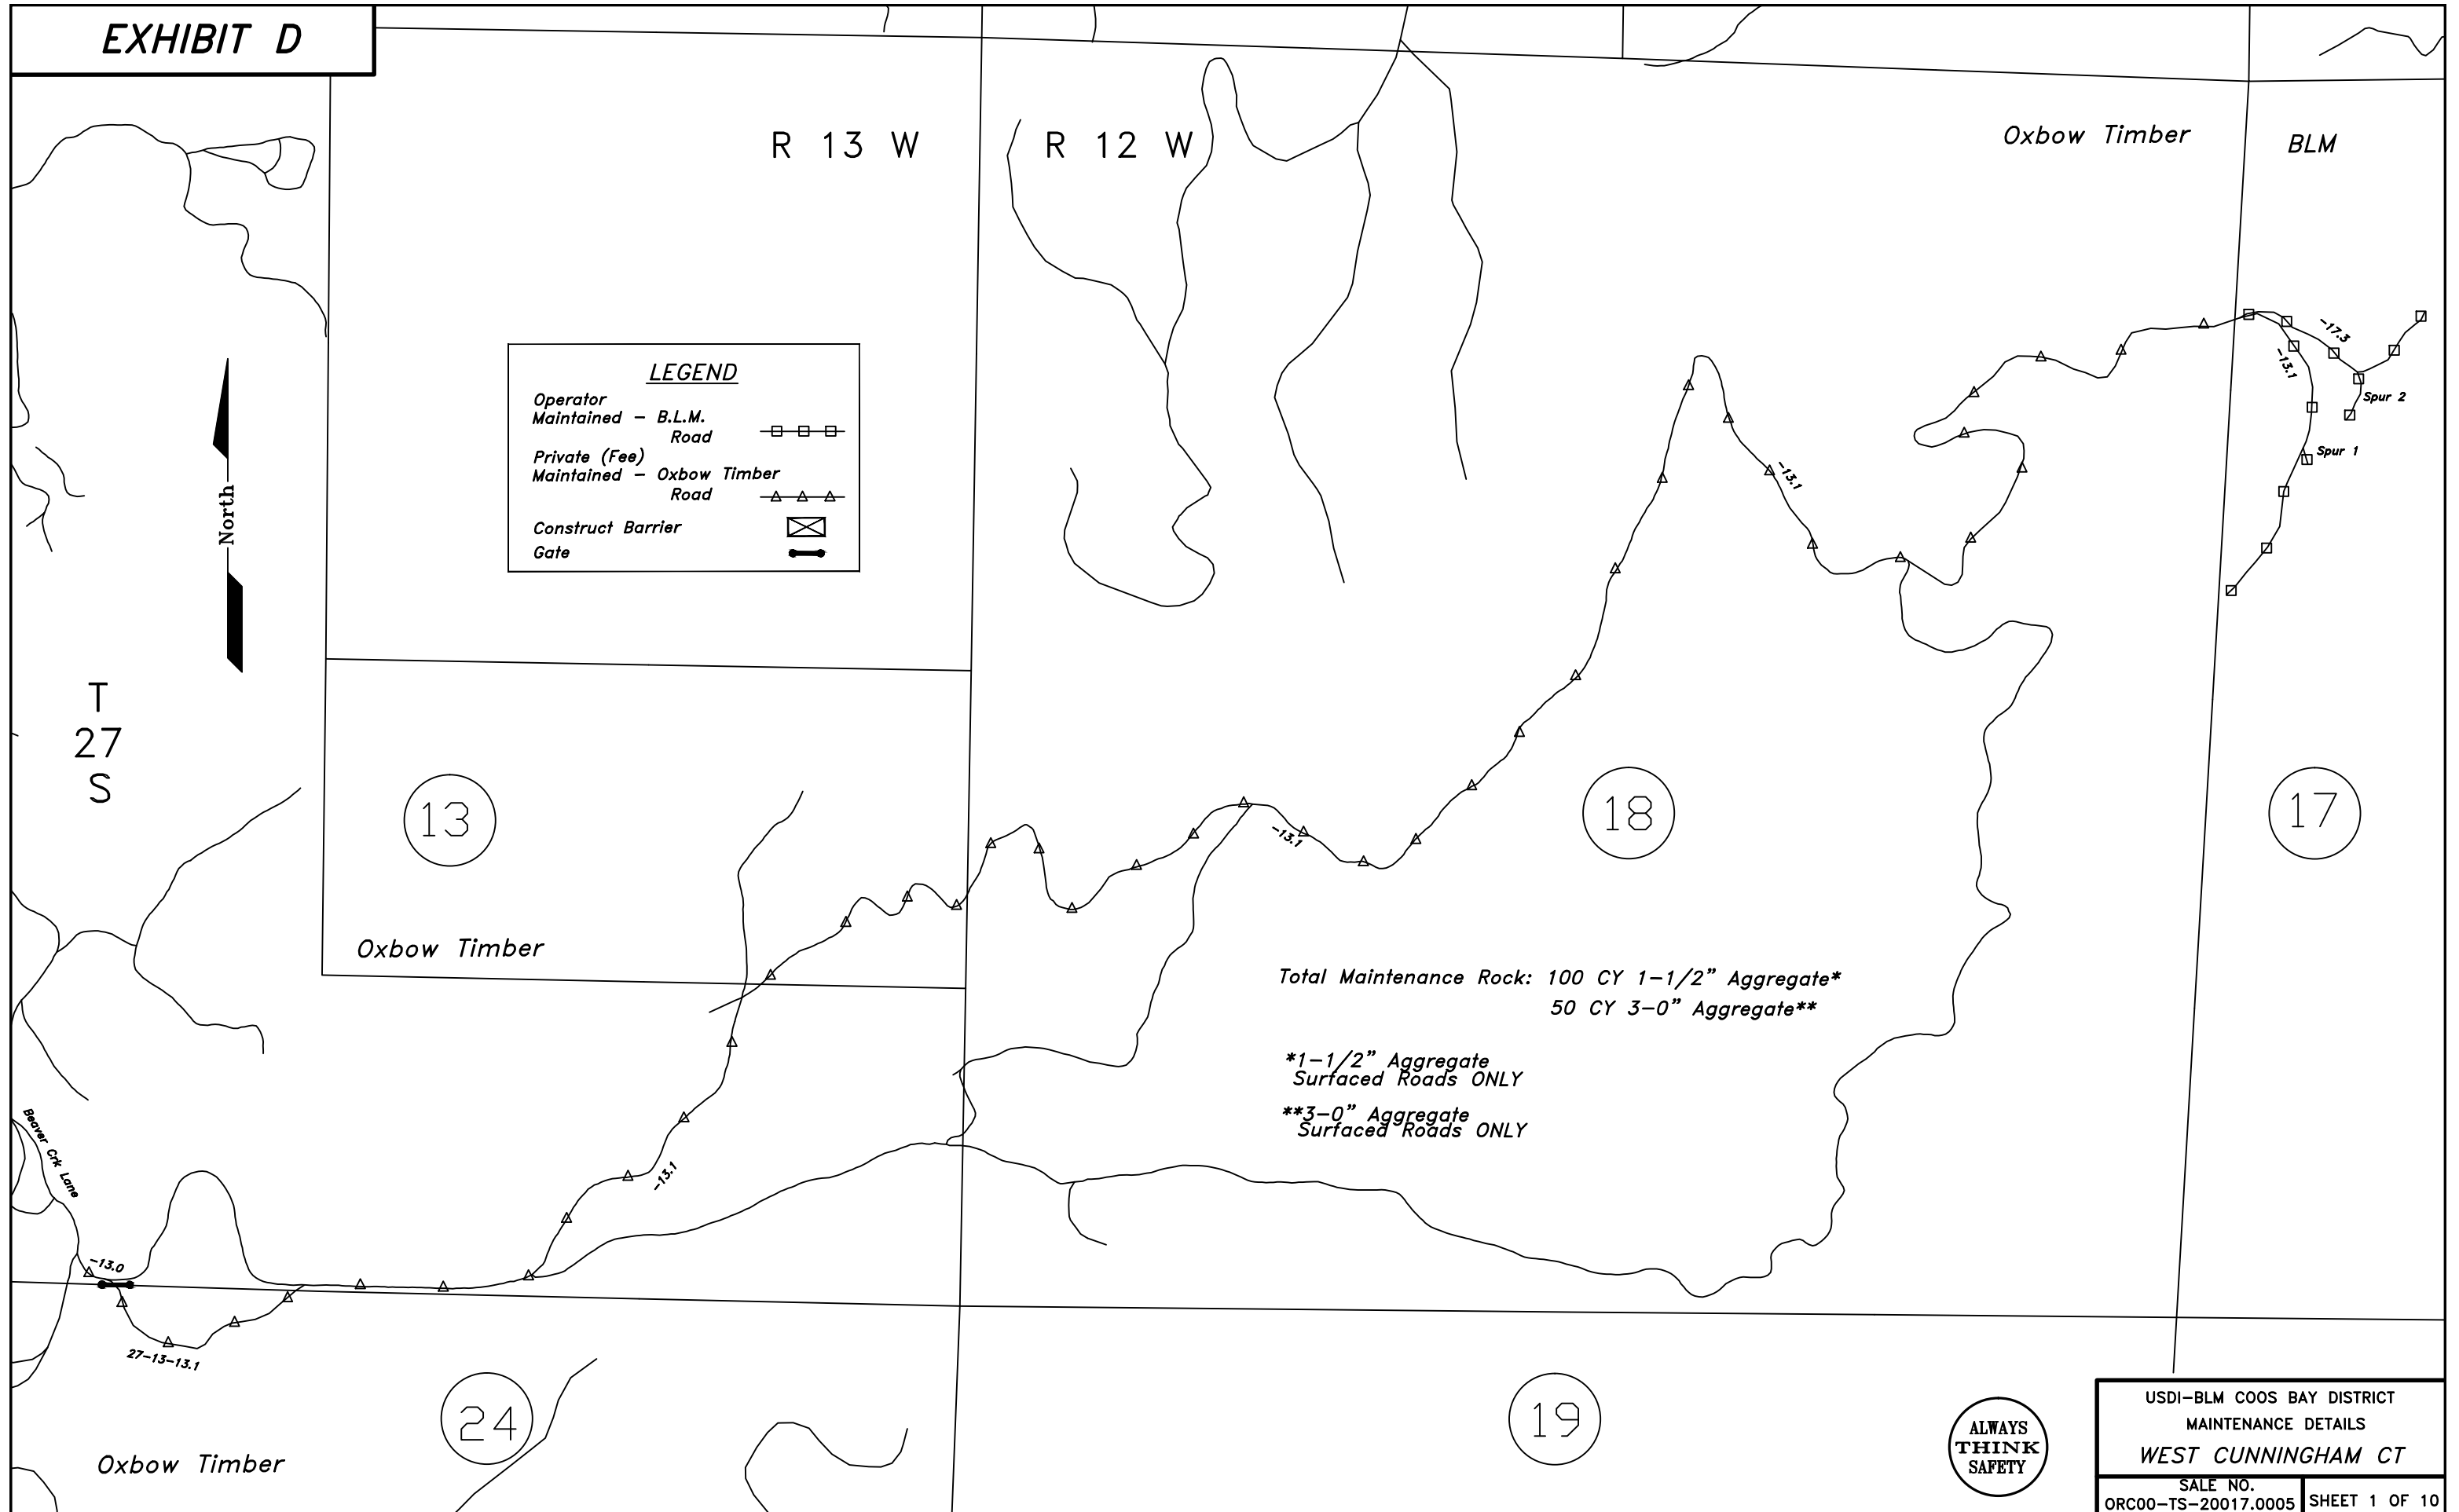 EXHIBIT D
R 13 W
R 12 W
Oxbow Timber
BLM
LEGEND
Operator
Maintained - B.L.M.
Road
Private (Fee)
Maintained - Oxbow Timber
Road
Construct Barrier
Gate
North
-17.3
-13.1
Spur 2
Spur 1
-13.1
T
27
S
13
18
17
-13.1
Oxbow Timber
Total Maintenance Rock: 100 CY 1-1/2" Aggregate*
50 CY 3-0" Aggregate**
*1-1/2" Aggregate
Surfaced Roads ONLY
**3-0" Aggregate
Surfaced Roads ONLY
Beaver Crk Lane
-13.1
-13.0
27-13-13.1
24
19
Oxbow Timber
ALWAYS
THINK
SAFETY
USDI-BLM COOS BAY DISTRICT
MAINTENANCE DETAILS
WEST CUNNINGHAM CT
SALE NO.
ORC00-TS-20017.0005
SHEET 1 OF 10